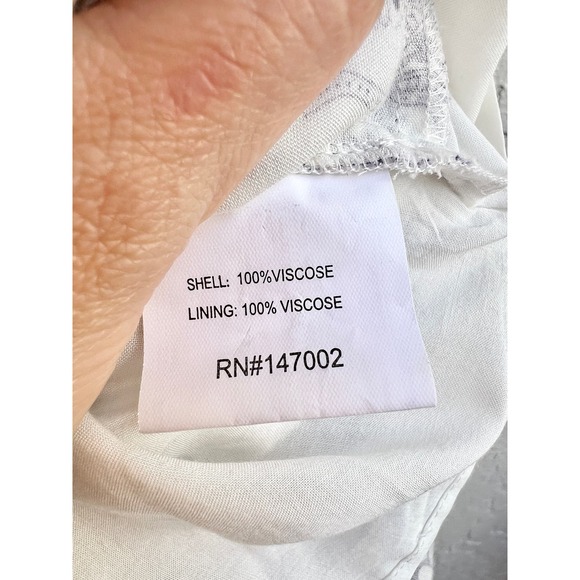 SHELL: 100%VISCOSE
LINING: 100% VISCOSE
RN#147002